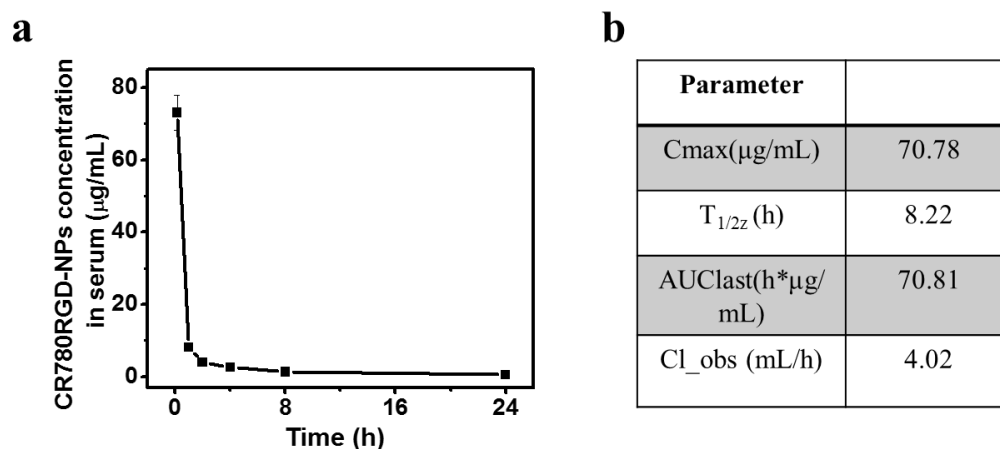 a
CR780RGD-NPs concentration
in serum (μg/mL)
80
60
40
20
0
0
8
16
24
Time (h)
b
Parameter
Cmax(μg/mL)
70.78
T1/2z (h)
8.22
AUClast(h*μg/
mL)
70.81
Cl_obs (mL/h)
4.02